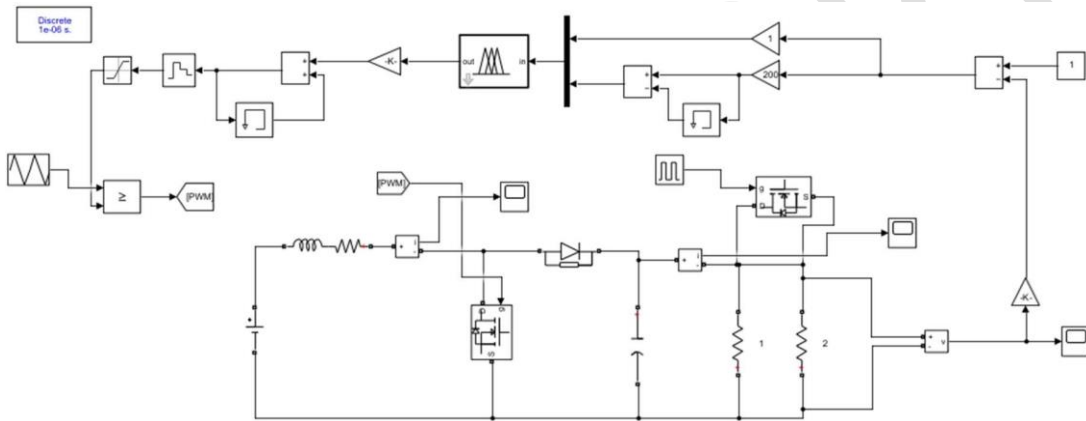 Discrete
1e-06 s.
-K-
out
in
1
200
1
[PWM]
[PWM]
≥
g
D
S
i
i
D
g
S
1
2
v
-K-